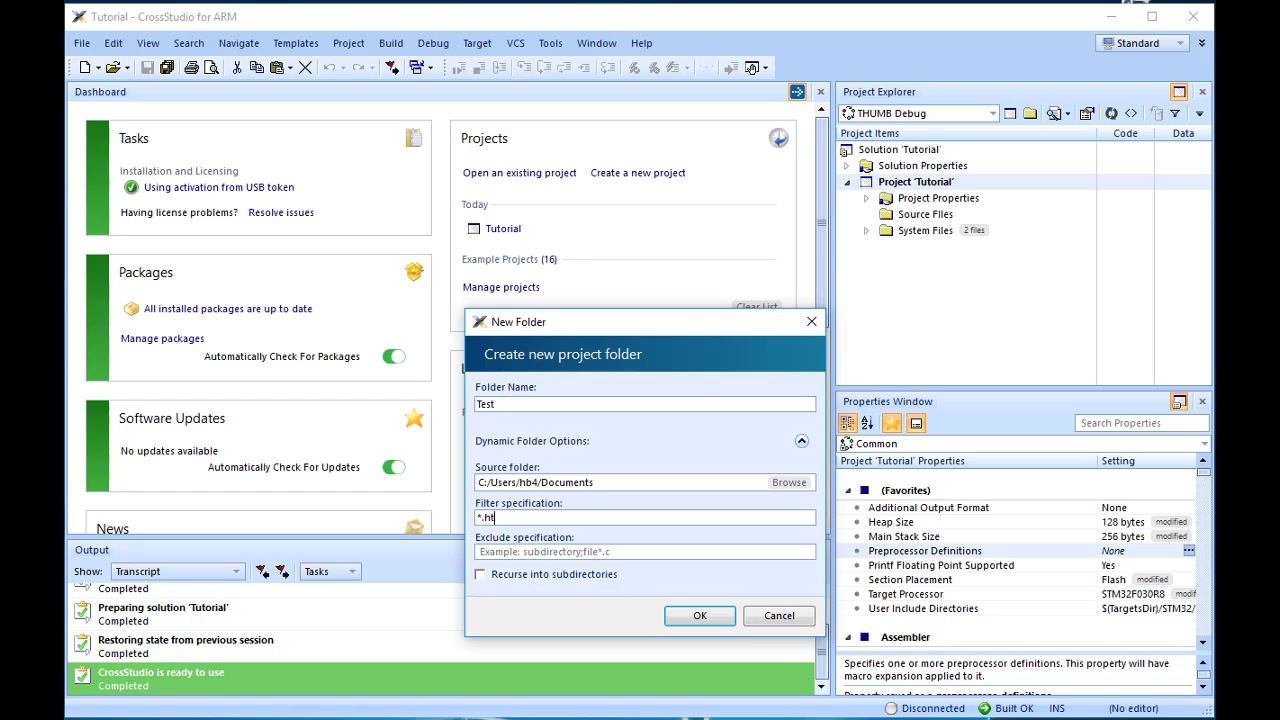 Tutorial - CrossStudio for ARM
File Edit View Search Navigate Templates Project Build Debug Target VCS Tools Window Help
Standard
Dashboard
Tasks
Installation and Licensing
Using activation from USB token
Having license problems? Resolve issues
Packages
All installed packages are up to date
Manage packages
Automatically Check For Packages
Software Updates
No updates available
Automatically Check For Updates
News
Projects
Open an existing project Create a new project
Today
Tutorial
Example Projects (16)
Manage projects
Clear List
New Folder
Create new project folder
Folder Name:
Test
Dynamic Folder Options:
Source folder:
C:/Users/hb4/Documents Browse
Filter specification:
*.ht
Exclude specification:
Example: subdirectory;file*.c
Recurse into subdirectories
OK Cancel
Output
Show: Transcript Tasks
Completed
Preparing solution 'Tutorial'
Completed
Restoring state from previous session
Completed
CrossStudio is ready to use
Completed
Project Explorer
THUMB Debug
Project Items Code Data
Solution 'Tutorial'
Solution Properties
Project 'Tutorial'
Project Properties
Source FIles
System Files 2 files
Properties Window
Search Properties
Common
Project 'Tutorial' Properties Setting
(Favorites)
Additional Output Format None
Heap Size 128 bytes modified
Main Stack Size 256 bytes modified
Preprocessor Definitions None
Printf Floating Point Supported Yes
Section Placement Flash modified
Target Processor STM32F030R8 modif
User Include Directories $(TargetsDir)/STM32/
Assembler
Specifies one or more preprocessor definitions. This property will have
macro expansion applied to it.
Disconnected Built OK INS (No editor)